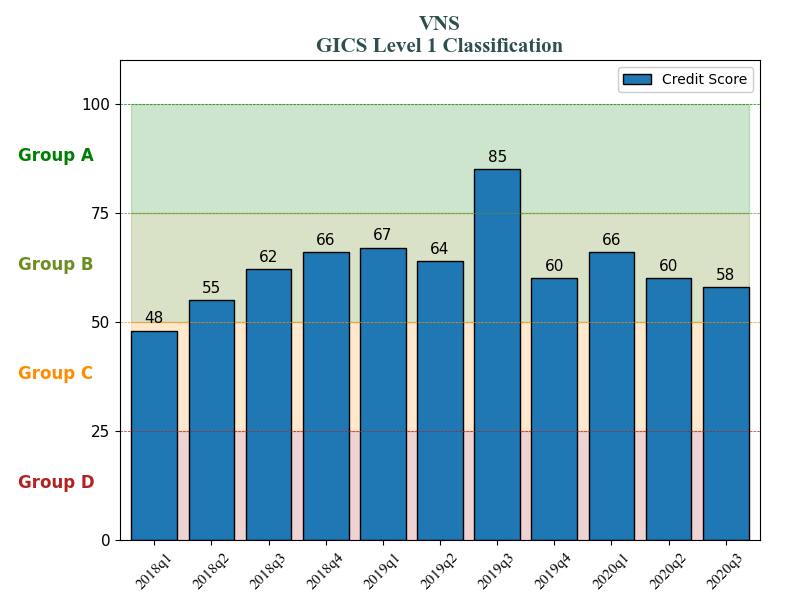 VNS
GICS Level 1 Classification
Credit Score
100
Group A
85
75
67
66
66
64
62
60
60
58
Group B
55
50
48
Group C
25
Group D
0
2018q1
2018q2
2018q3
2018q4
2019q1
2019q2
2019q3
2019q4
2020q1
2020q2
2020q3